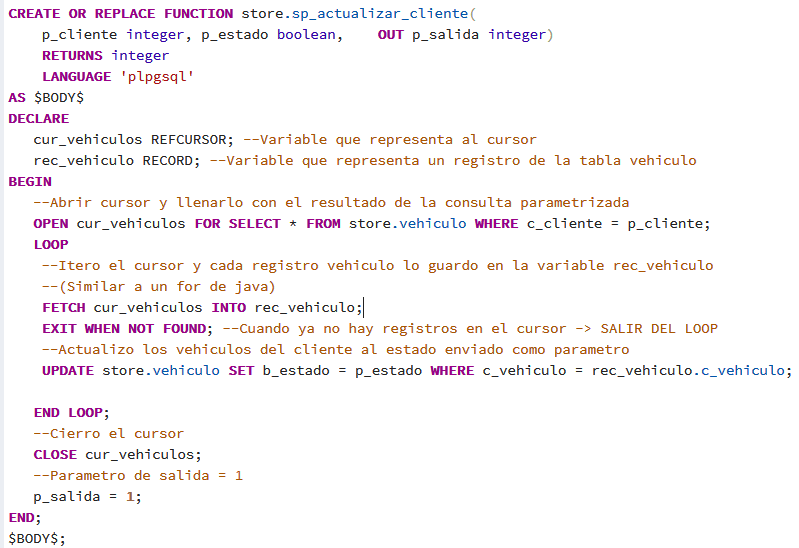 CREATE OR REPLACE FUNCTION store.sp_actualizar_cliente(
    p_cliente integer, p_estado boolean,    OUT p_salida integer)
    RETURNS integer
    LANGUAGE 'plpgsql'
AS $BODY$
DECLARE
   cur_vehiculos REFCURSOR; --Variable que representa al cursor
   rec_vehiculo RECORD; --Variable que representa un registro de la tabla vehiculo
BEGIN
   --Abrir cursor y llenarlo con el resultado de la consulta parametrizada
   OPEN cur_vehiculos FOR SELECT * FROM store.vehiculo WHERE c_cliente = p_cliente;
   LOOP
    --Itero el cursor y cada registro vehiculo lo guardo en la variable rec_vehiculo
    --(Similar a un for de java)
    FETCH cur_vehiculos INTO rec_vehiculo;
    EXIT WHEN NOT FOUND; --Cuando ya no hay registros en el cursor -> SALIR DEL LOOP
    --Actualizo los vehiculos del cliente al estado enviado como parametro
    UPDATE store.vehiculo SET b_estado = p_estado WHERE c_vehiculo = rec_vehiculo.c_vehiculo;
   END LOOP;
   --Cierro el cursor
   CLOSE cur_vehiculos;
   --Parametro de salida = 1
   p_salida = 1;
END;
$BODY$;